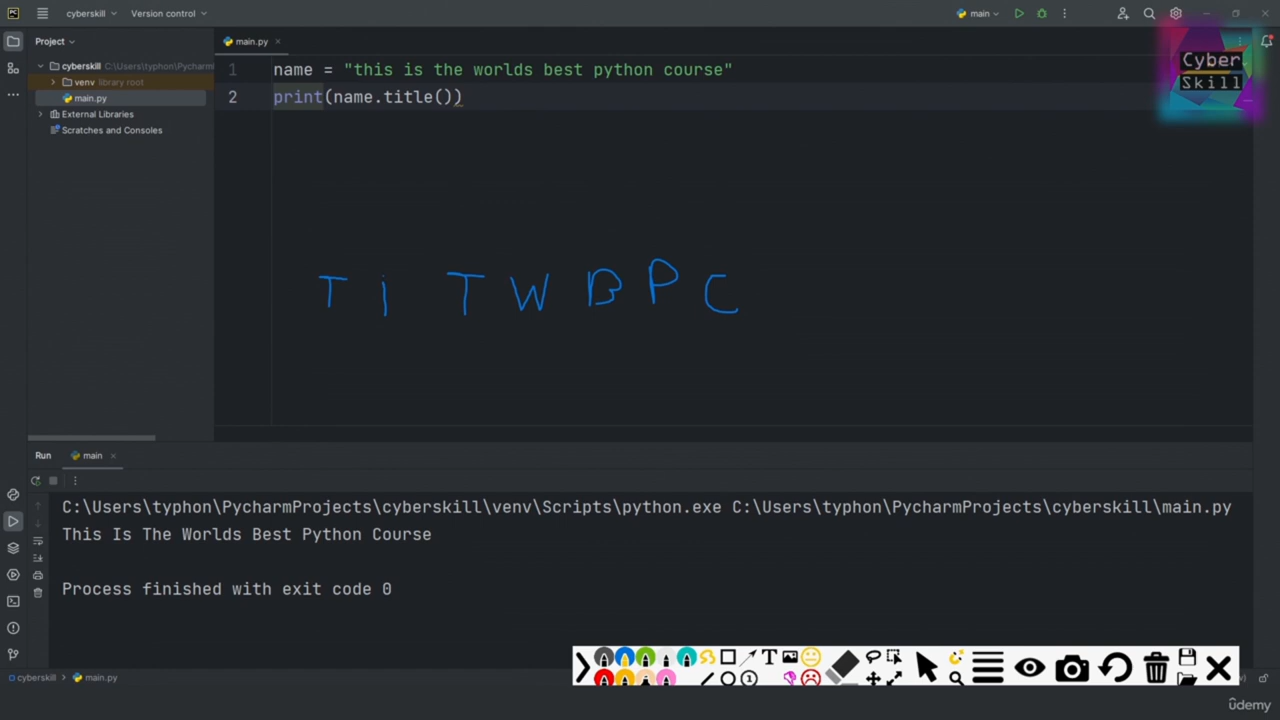 cyberskill Version control main
Cyber Skill
Project
main.py
cyberskill C:\Users\typhon\Pycharm
venv library root
main.py
External Libraries
Scratches and Consoles
1 name = "this is the worlds best python course"
2 print(name.title())
T i T W B P C
Run main
C:\Users\typhon\PycharmProjects\cyberskill\venv\Scripts\python.exe C:\Users\typhon\PycharmProjects\cyberskill\main.py
This Is The Worlds Best Python Course
Process finished with exit code 0
cyberskill > main.py
udemy